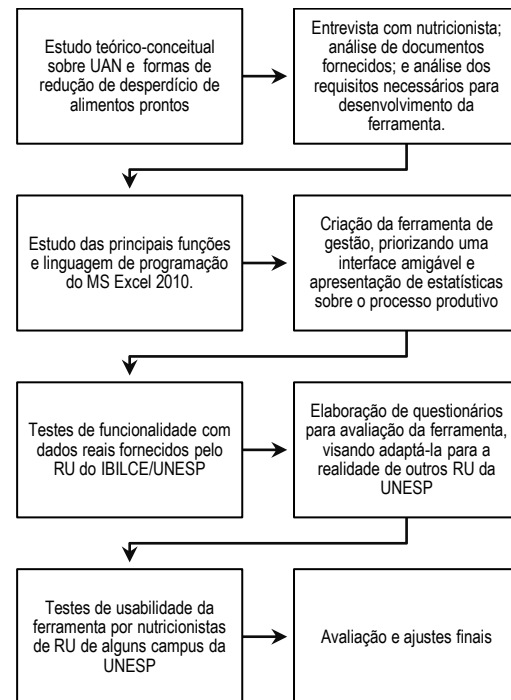 Estudo teórico-conceitual
sobre UAN e formas de
redução de desperdício de
alimentos prontos
Entrevista com nutricionista;
análise de documentos
fornecidos; e análise dos
requisitos necessários para
desenvolvimento da
ferramenta.
Estudo das principais funções
e linguagem de programação
do MS Excel 2010.
Criação da ferramenta de
gestão, priorizando uma
interface amigável e
apresentação de estatísticas
sobre o processo produtivo
Testes de funcionalidade com
dados reais fornecidos pelo
RU do IBILCE/UNESP
Elaboração de questionários
para avaliação da ferramenta,
visando adaptá-la para a
realidade de outros RU da
UNESP
Testes de usabilidade da
ferramenta por nutricionistas
de RU de alguns campus da
UNESP
Avaliação e ajustes finais